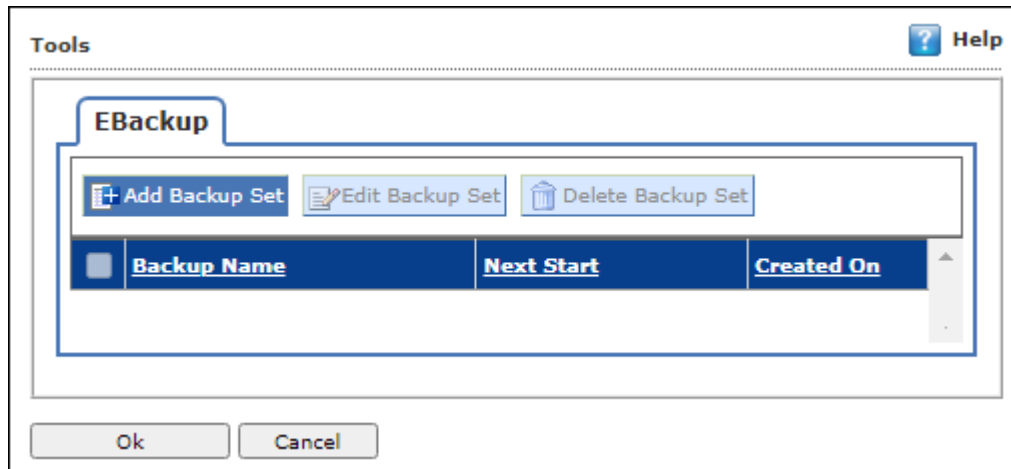 Tools Help
EBackup
Add Backup Set Edit Backup Set Delete Backup Set
Backup Name Next Start Created On
Ok Cancel